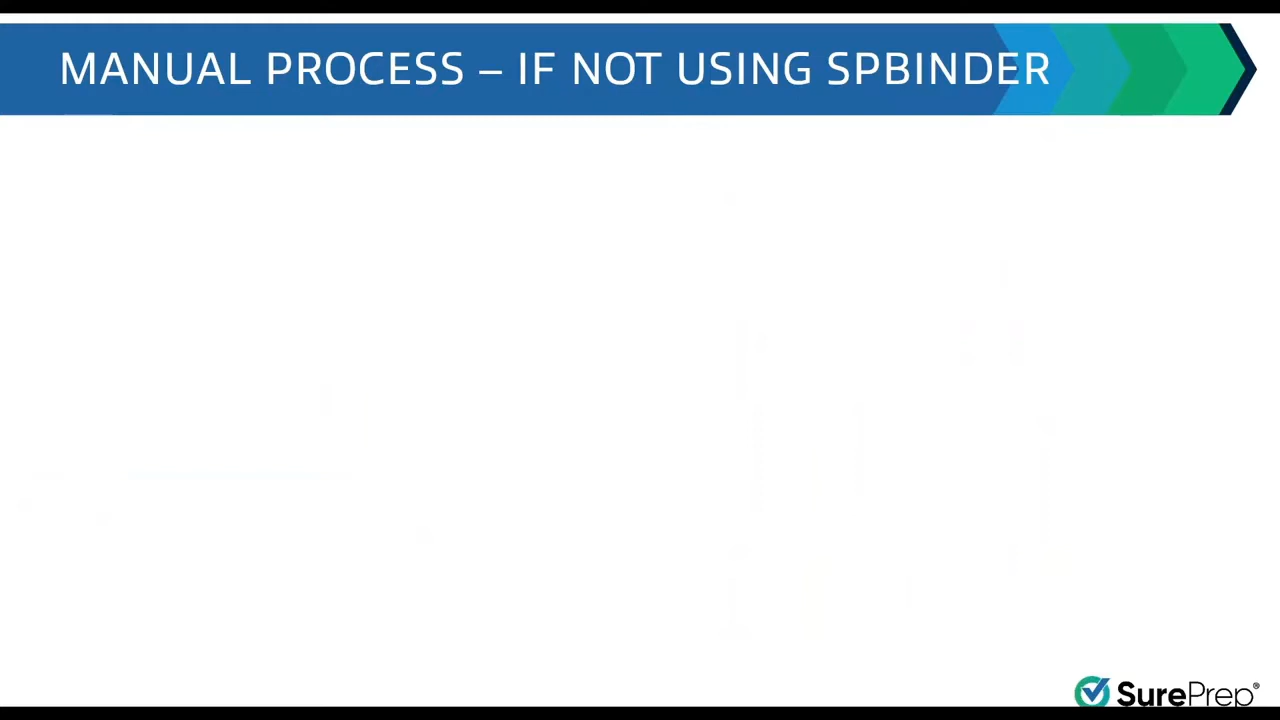 MANUAL PROCESS – IF NOT USING SPBINDER
SurePrep®